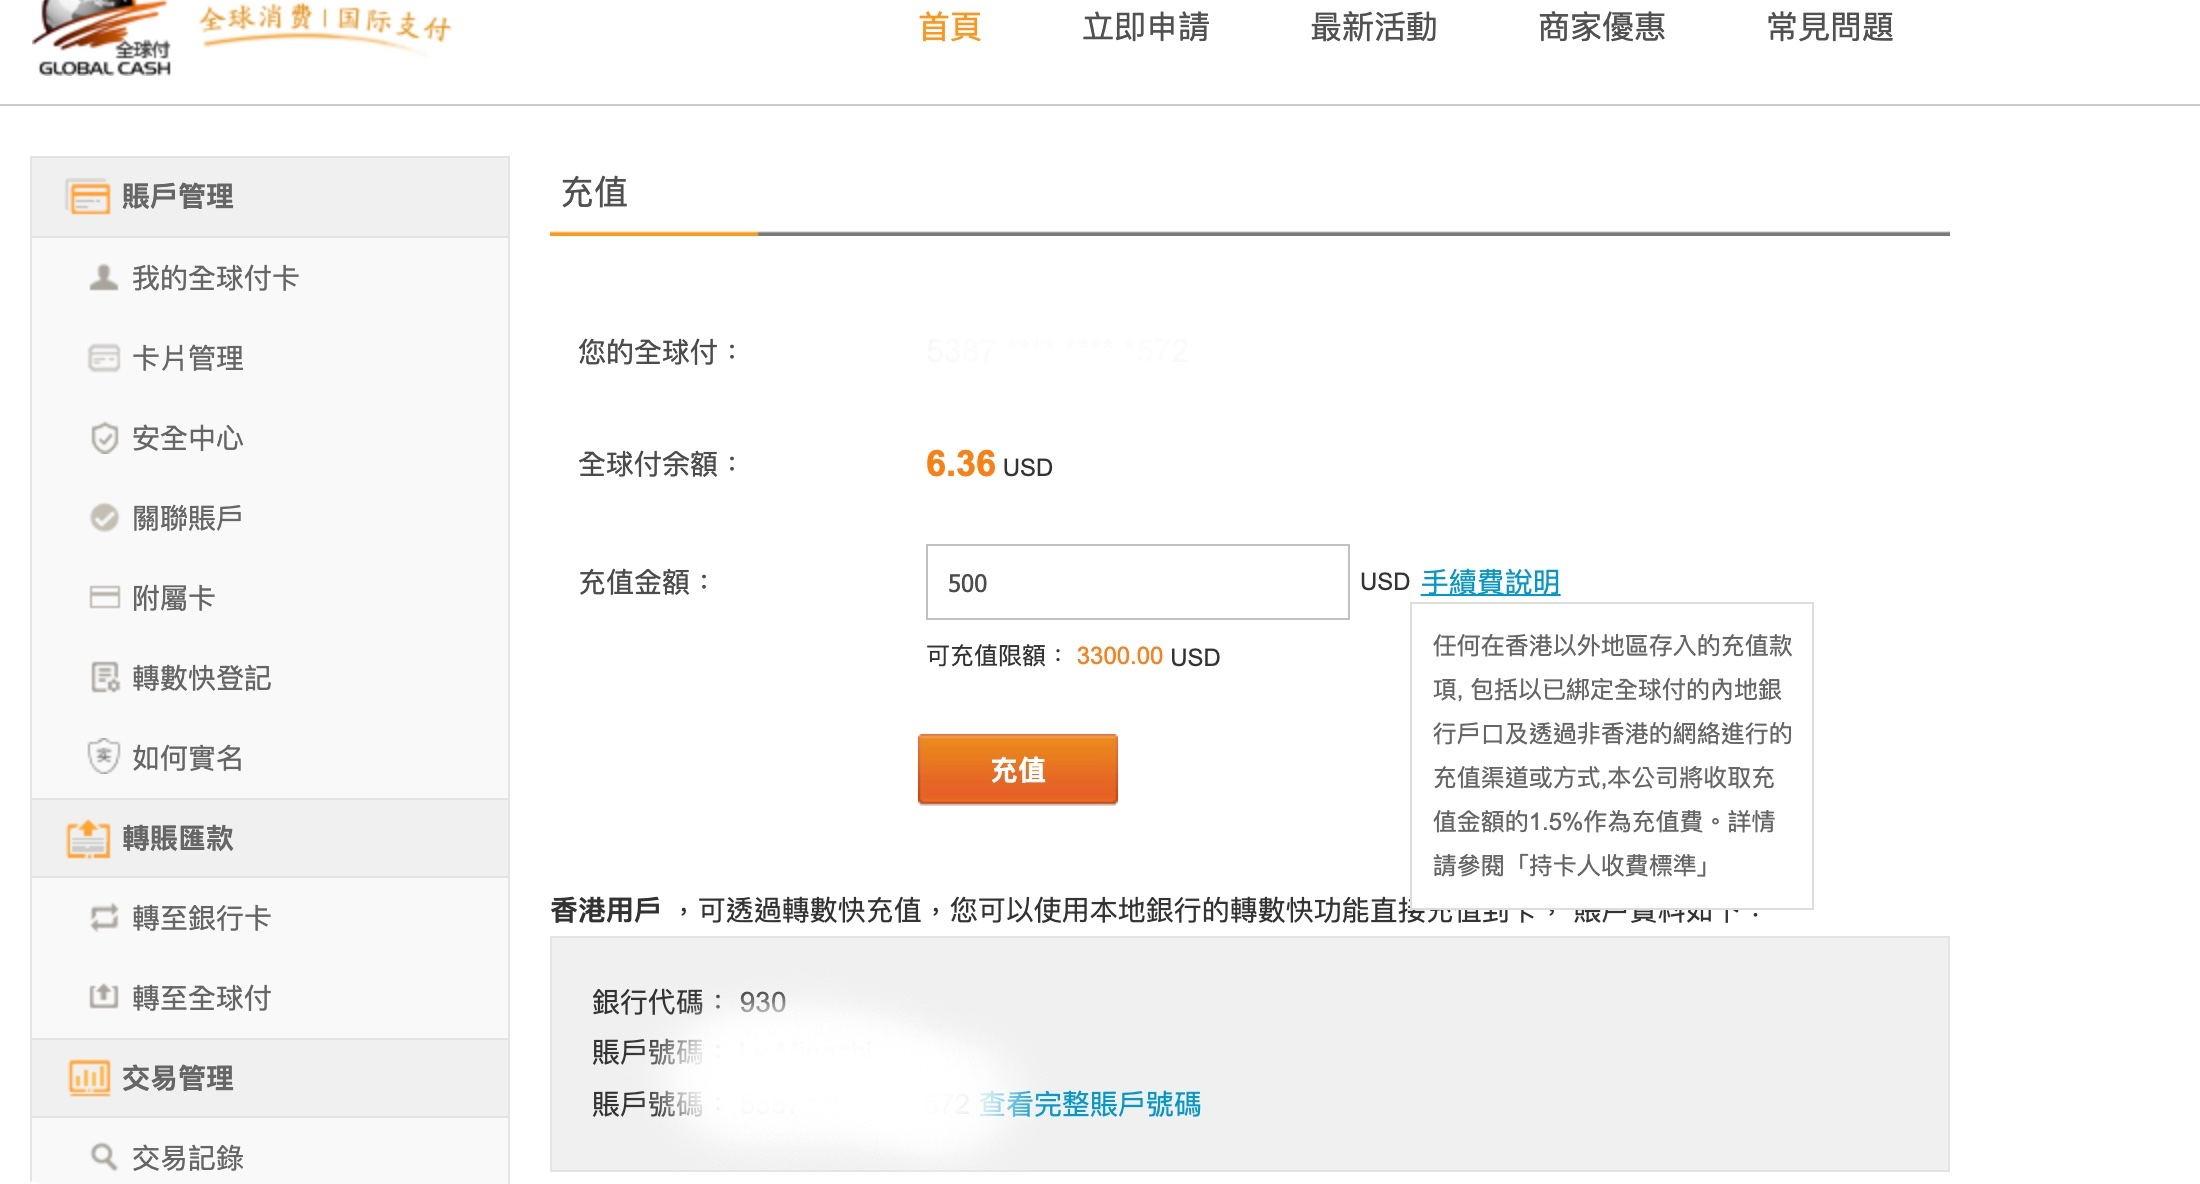 全球付
GLOBAL CASH
全球消费 | 国际支付
首頁 立即申請 最新活動 商家優惠 常見問題
賬戶管理
我的全球付卡
卡片管理
安全中心
關聯賬戶
附屬卡
轉數快登記
实 如何實名
轉賬匯款
轉至銀行卡
轉至全球付
交易管理
交易記錄
充值
您的全球付：
全球付余額： 6.36 USD
充值金額： 500 USD 手續費說明
可充值限額： 3300.00 USD
任何在香港以外地區存入的充值款
項, 包括以已綁定全球付的內地銀
行戶口及透過非香港的網絡進行的
充值渠道或方式,本公司將收取充
值金額的1.5%作為充值費。詳情
請參閱「持卡人收費標準」
充值
香港用戶 ，可透過轉數快充值，您可以使用本地銀行的轉數快功能直接充值到卡， 賬戶資料如下：
銀行代碼： 930
賬戶號碼：
賬戶號碼： 查看完整賬戶號碼